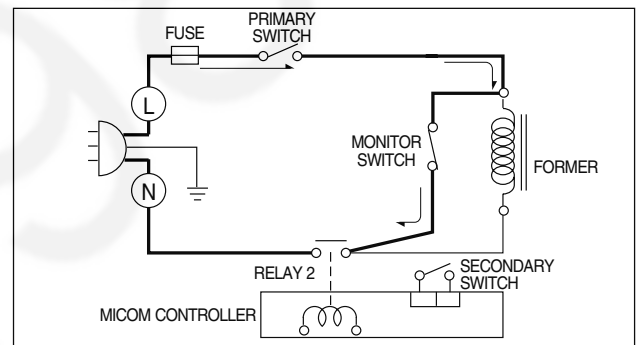 PRIMARY
SWITCH
FUSE
L
MONITOR
SWITCH
FORMER
N
RELAY 2
SECONDARY
SWITCH
MICOM CONTROLLER